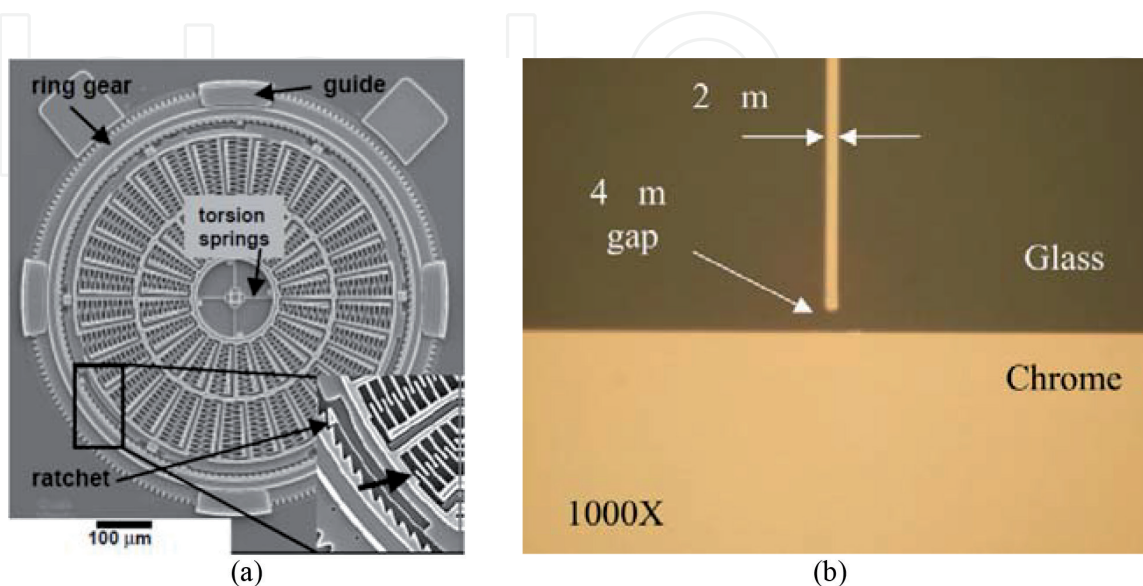 ring gear
guide
torsion
springs
ratchet
100 µm
(a)
2 m
4 m
gap
Glass
Chrome
1000X
(b)